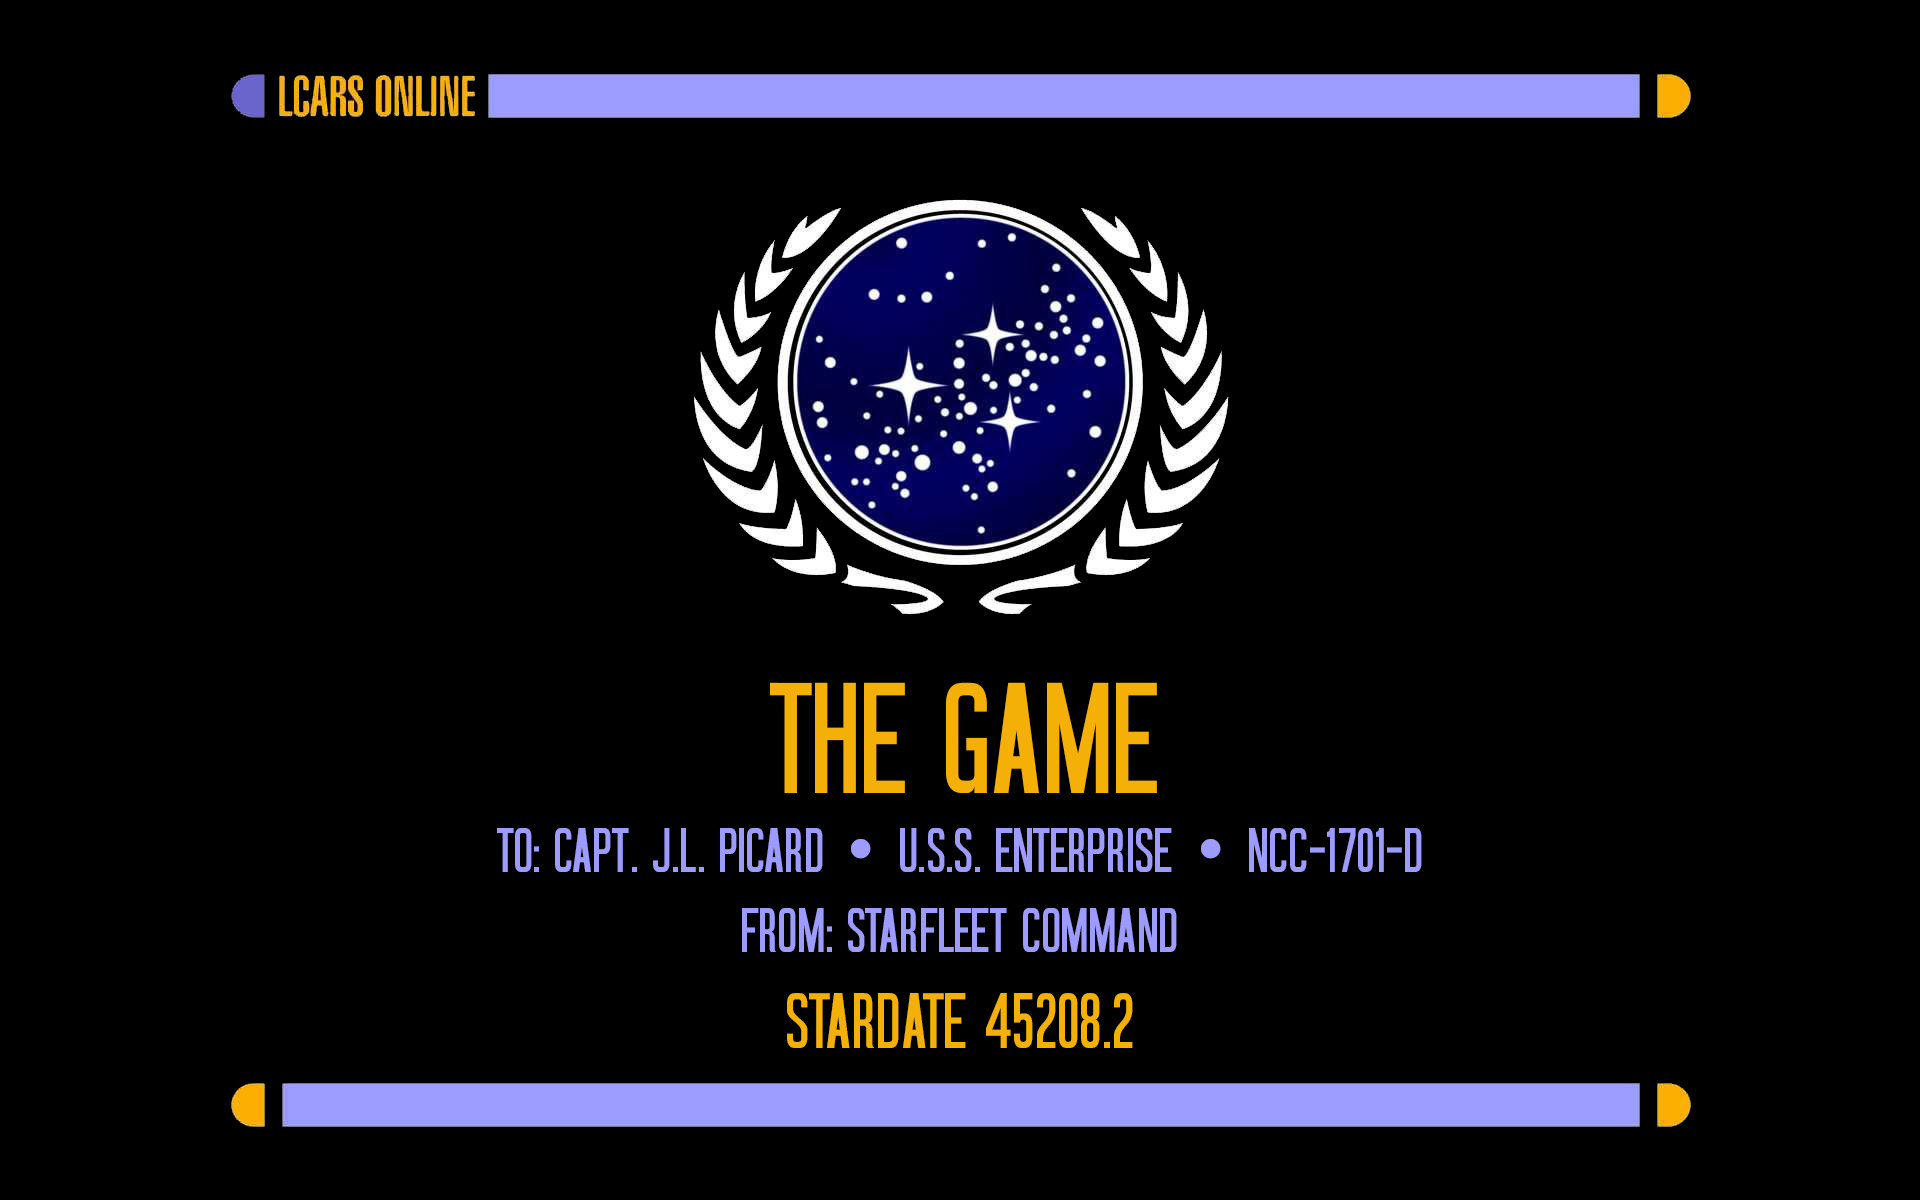 LCARS ONLINE
THE GAME
TO: CAPT. J.L. PICARD • U.S.S. ENTERPRISE • NCC-1701-D
FROM: STARFLEET COMMAND
STARDATE 45208.2